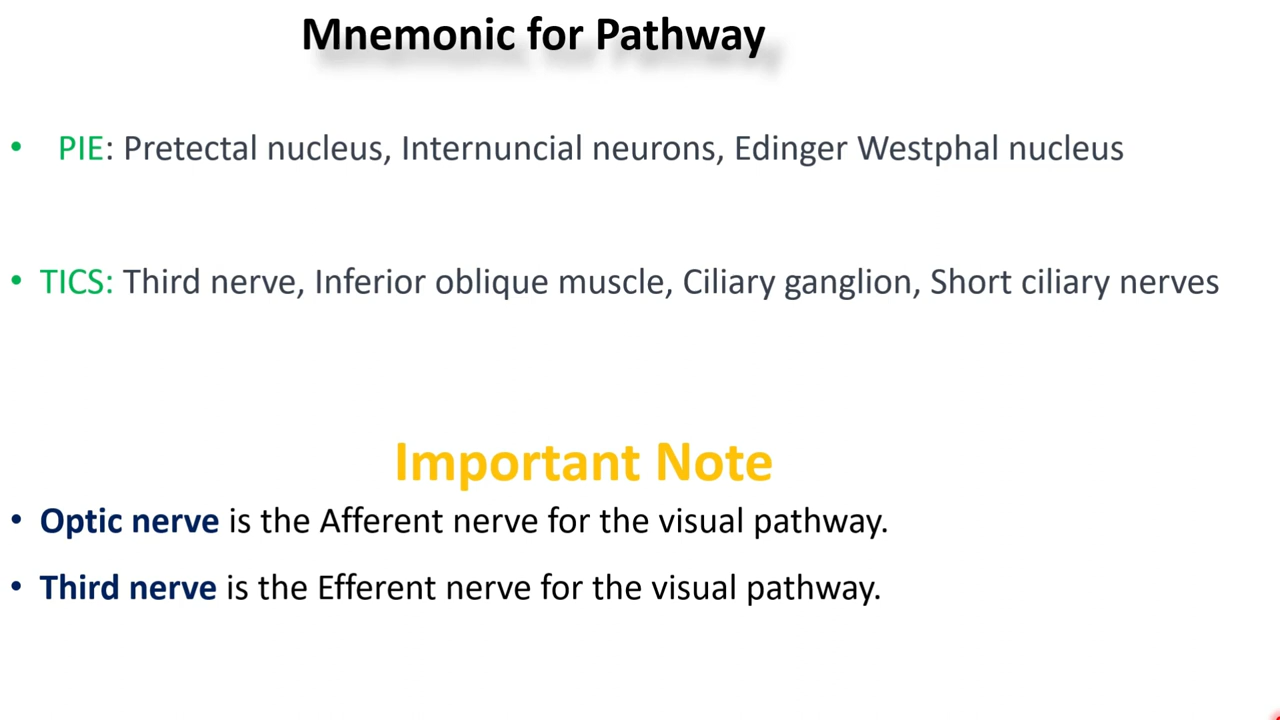 Mnemonic for Pathway
• PIE: Pretectal nucleus, Internuncial neurons, Edinger Westphal nucleus
• TICS: Third nerve, Inferior oblique muscle, Ciliary ganglion, Short ciliary nerves
Important Note
• Optic nerve is the Afferent nerve for the visual pathway.
• Third nerve is the Efferent nerve for the visual pathway.